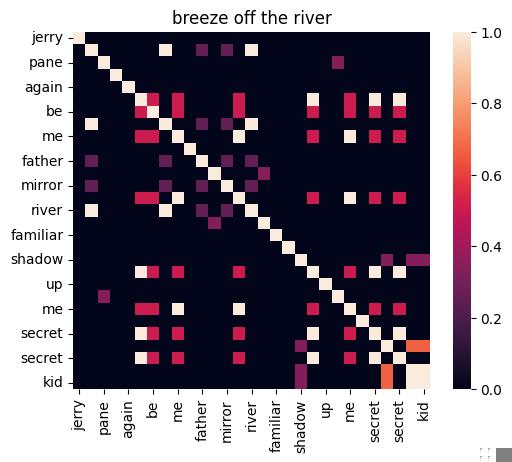 breeze off the river
jerry
pane
again
be
me
father
mirror
river
familiar
shadow
up
me
secret
secret
kid
jerry
pane
again
be
me
father
mirror
river
familiar
shadow
up
me
secret
secret
kid
1.0
0.8
0.6
0.4
0.2
0.0